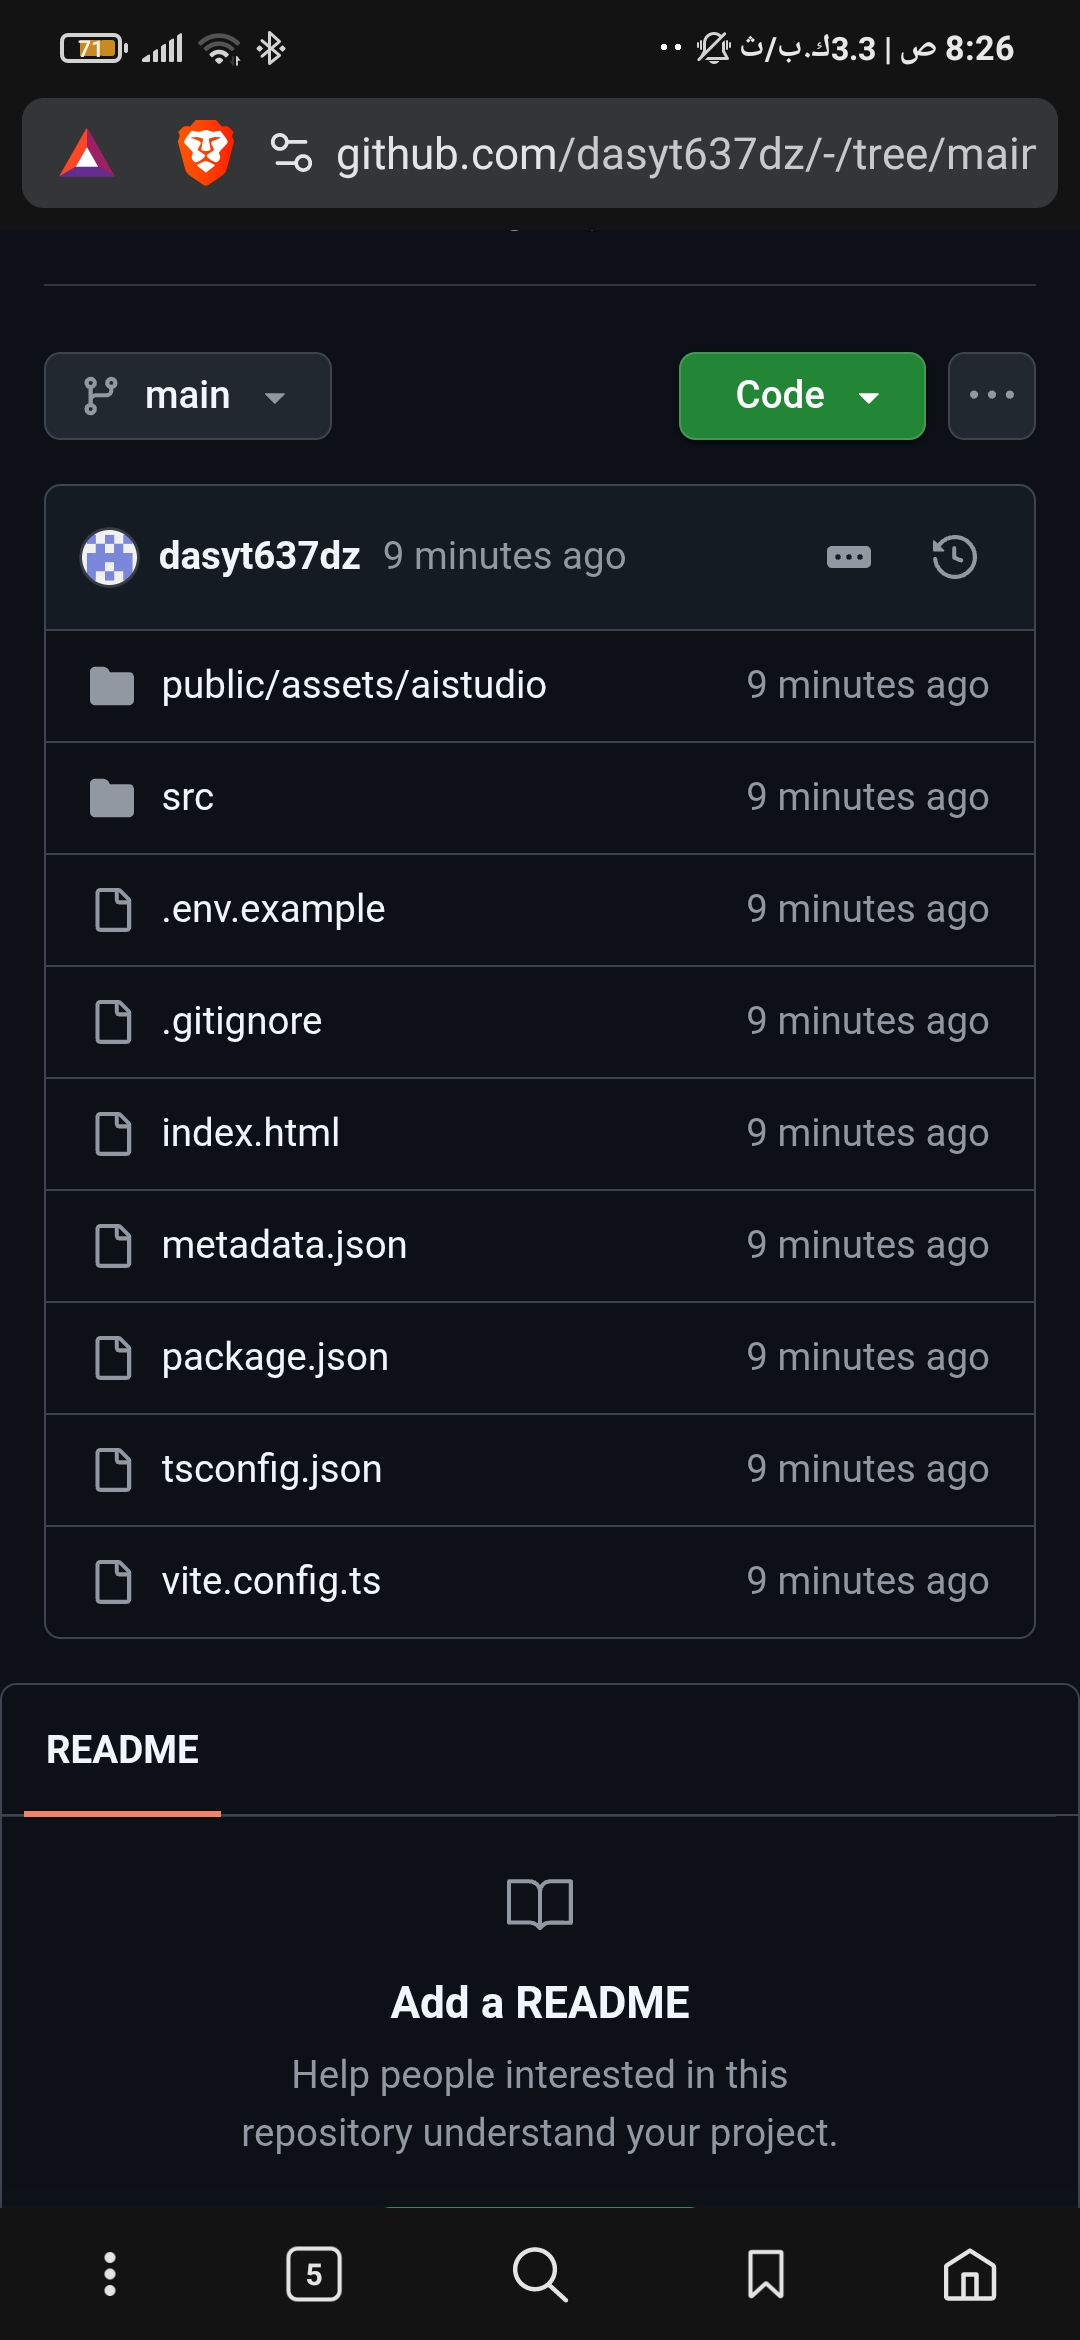 71
8:26 ص | 3.3ك.ب/ث
github.com/dasyt637dz/-/tree/main
main
Code
dasyt637dz 9 minutes ago
public/assets/aistudio 9 minutes ago
src 9 minutes ago
.env.example 9 minutes ago
.gitignore 9 minutes ago
index.html 9 minutes ago
metadata.json 9 minutes ago
package.json 9 minutes ago
tsconfig.json 9 minutes ago
vite.config.ts 9 minutes ago
README
Add a README
Help people interested in this
repository understand your project.
5